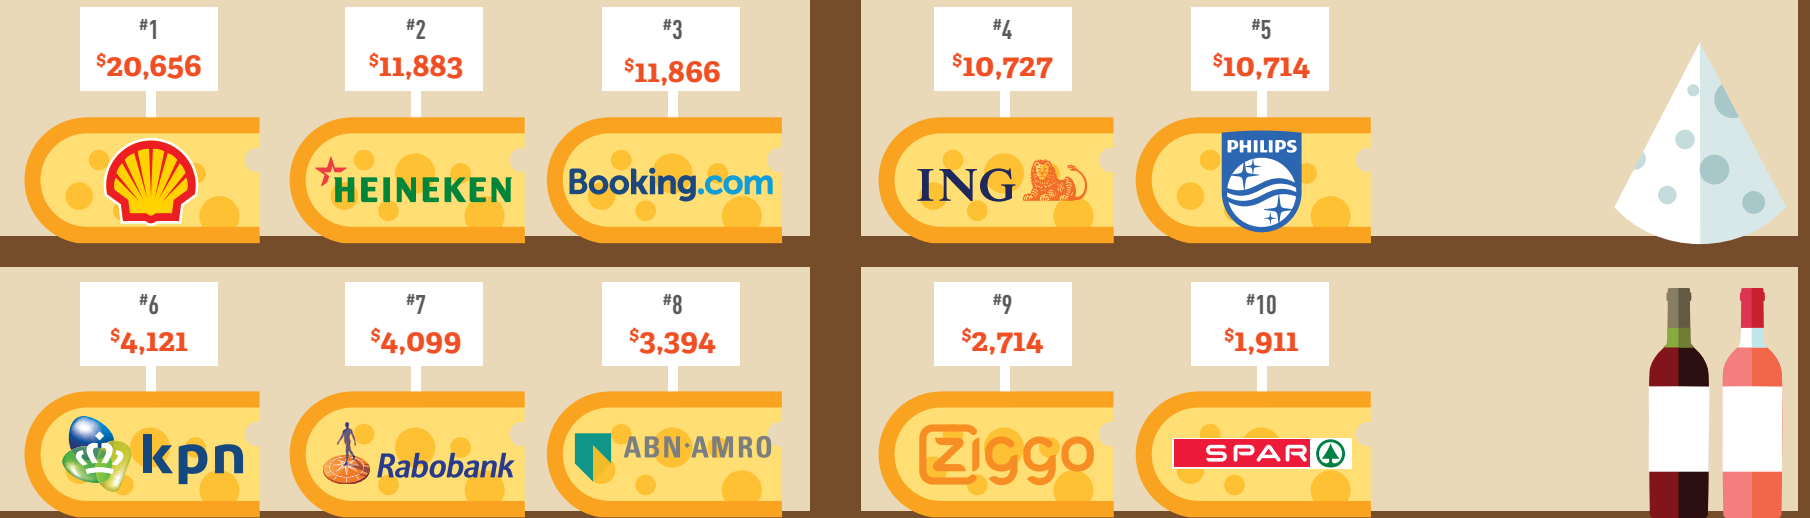 #1
$20,656
#2
$11,883
#3
$11,866
#4
$10,727
#5
$10,714
HEINEKEN
Booking.com
ING
PHILIPS
#6
$4,121
#7
$4,099
#8
$3,394
#9
$2,714
#10
$1,911
kpn
Rabobank
ABN·AMRO
ziggo
SPAR